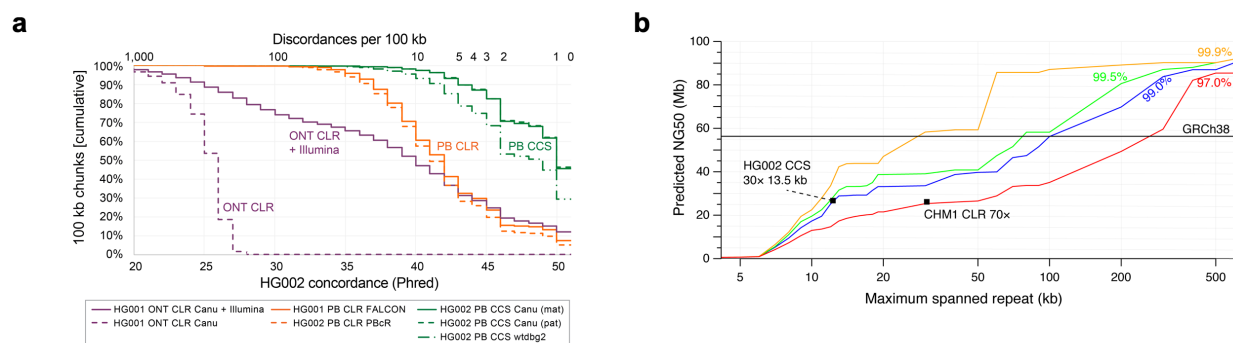 a
Discordances per 100 kb
1,000 100 10 5 4 3 2 1 0
100%
90%
80%
70%
60%
50%
40%
30%
20%
10%
0%
100 kb chunks [cumulative]
ONT CLR
+ Illumina
PB CLR
PB CCS
ONT CLR
20 25 30 35 40 45 50
HG002 concordance (Phred)
HG001 ONT CLR Canu + Illumina
HG001 ONT CLR Canu
HG001 PB CLR FALCON
HG002 PB CLR PBcR
HG002 PB CCS Canu (mat)
HG002 PB CCS Canu (pat)
HG002 PB CCS wtdbg2
b
100
80
60
40
20
0
Predicted NG50 (Mb)
99.9%
99.5%
99.0%
97.0%
GRCh38
HG002 CCS
30× 13.5 kb
CHM1 CLR 70×
5 10 20 50 100 200 500
Maximum spanned repeat (kb)